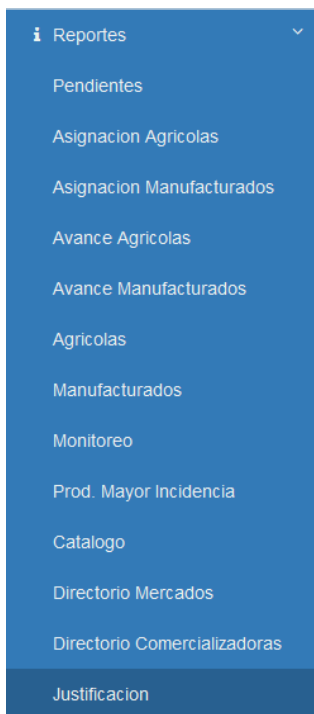 Reportes
Pendientes
Asignacion Agricolas
Asignacion Manufacturados
Avance Agricolas
Avance Manufacturados
Agricolas
Manufacturados
Monitoreo
Prod. Mayor Incidencia
Catalogo
Directorio Mercados
Directorio Comercializadoras
Justificacion